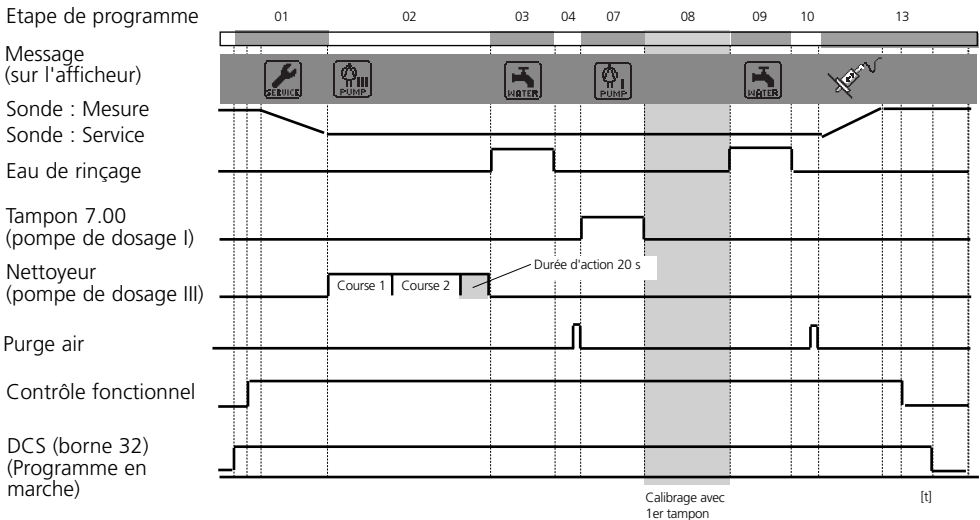 Etape de programme 01 02 03 04 07 08 09 10 13
Message
(sur l'afficheur)
SERVICE III PUMP WATER I PUMP WATER
Sonde : Mesure
Sonde : Service
Eau de rinçage
Tampon 7.00
(pompe de dosage I)
Nettoyeur
(pompe de dosage III)
Durée d'action 20 s
Course 1 Course 2
Purge air
Contrôle fonctionnel
DCS (borne 32)
(Programme en
marche)
Calibrage avec
1er tampon
[t]